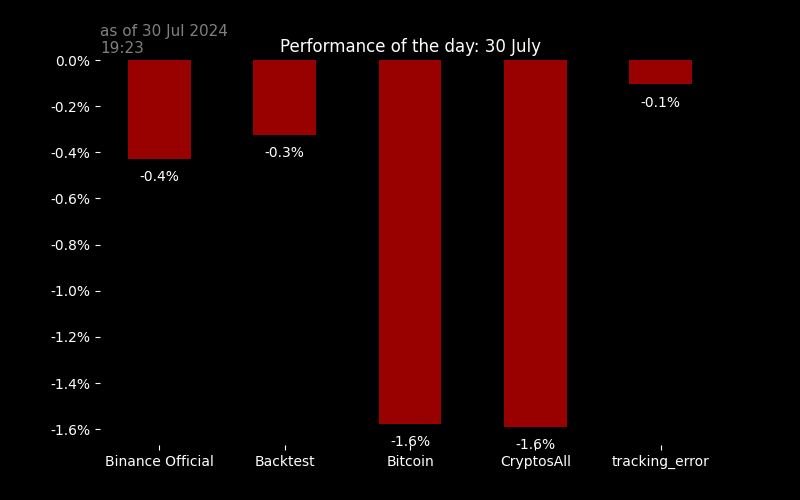 as of 30 Jul 2024
19:23
Performance of the day: 30 July
0.0%
-0.2%
-0.4%
-0.6%
-0.8%
-1.0%
-1.2%
-1.4%
-1.6%
-0.4%
-0.3%
-1.6%
-1.6%
-0.1%
Binance Official
Backtest
Bitcoin
CryptosAll
tracking_error